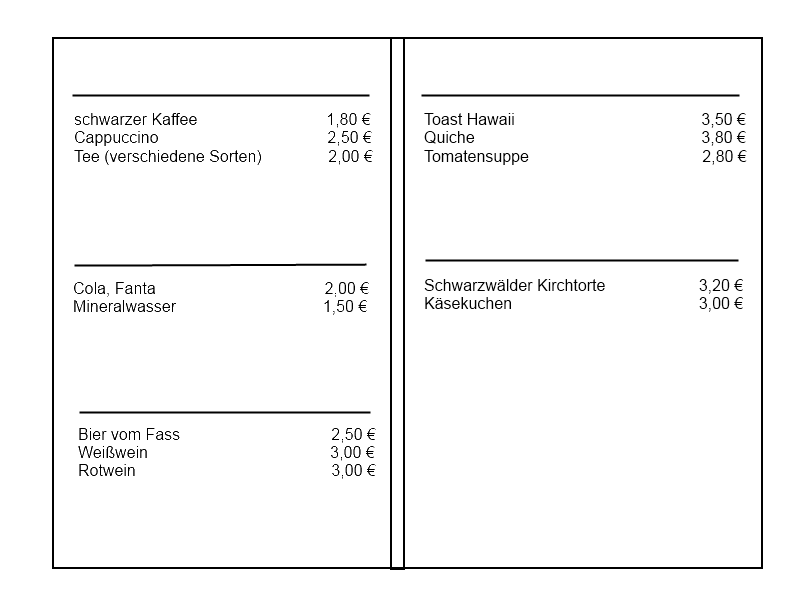 schwarzer Kaffee 1,80 €
Cappuccino 2,50 €
Tee (verschiedene Sorten) 2,00 €
Cola, Fanta 2,00 €
Mineralwasser 1,50 €
Bier vom Fass 2,50 €
Weißwein 3,00 €
Rotwein 3,00 €
Toast Hawaii 3,50 €
Quiche 3,80 €
Tomatensuppe 2,80 €
Schwarzwälder Kirchtorte 3,20 €
Käsekuchen 3,00 €